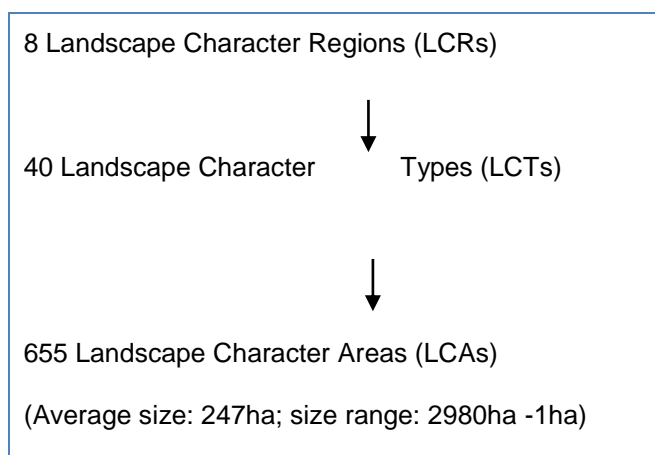 8 Landscape Character Regions (LCRs)
40 Landscape Character Types (LCTs)
655 Landscape Character Areas (LCAs)
(Average size: 247ha; size range: 2980ha -1ha)